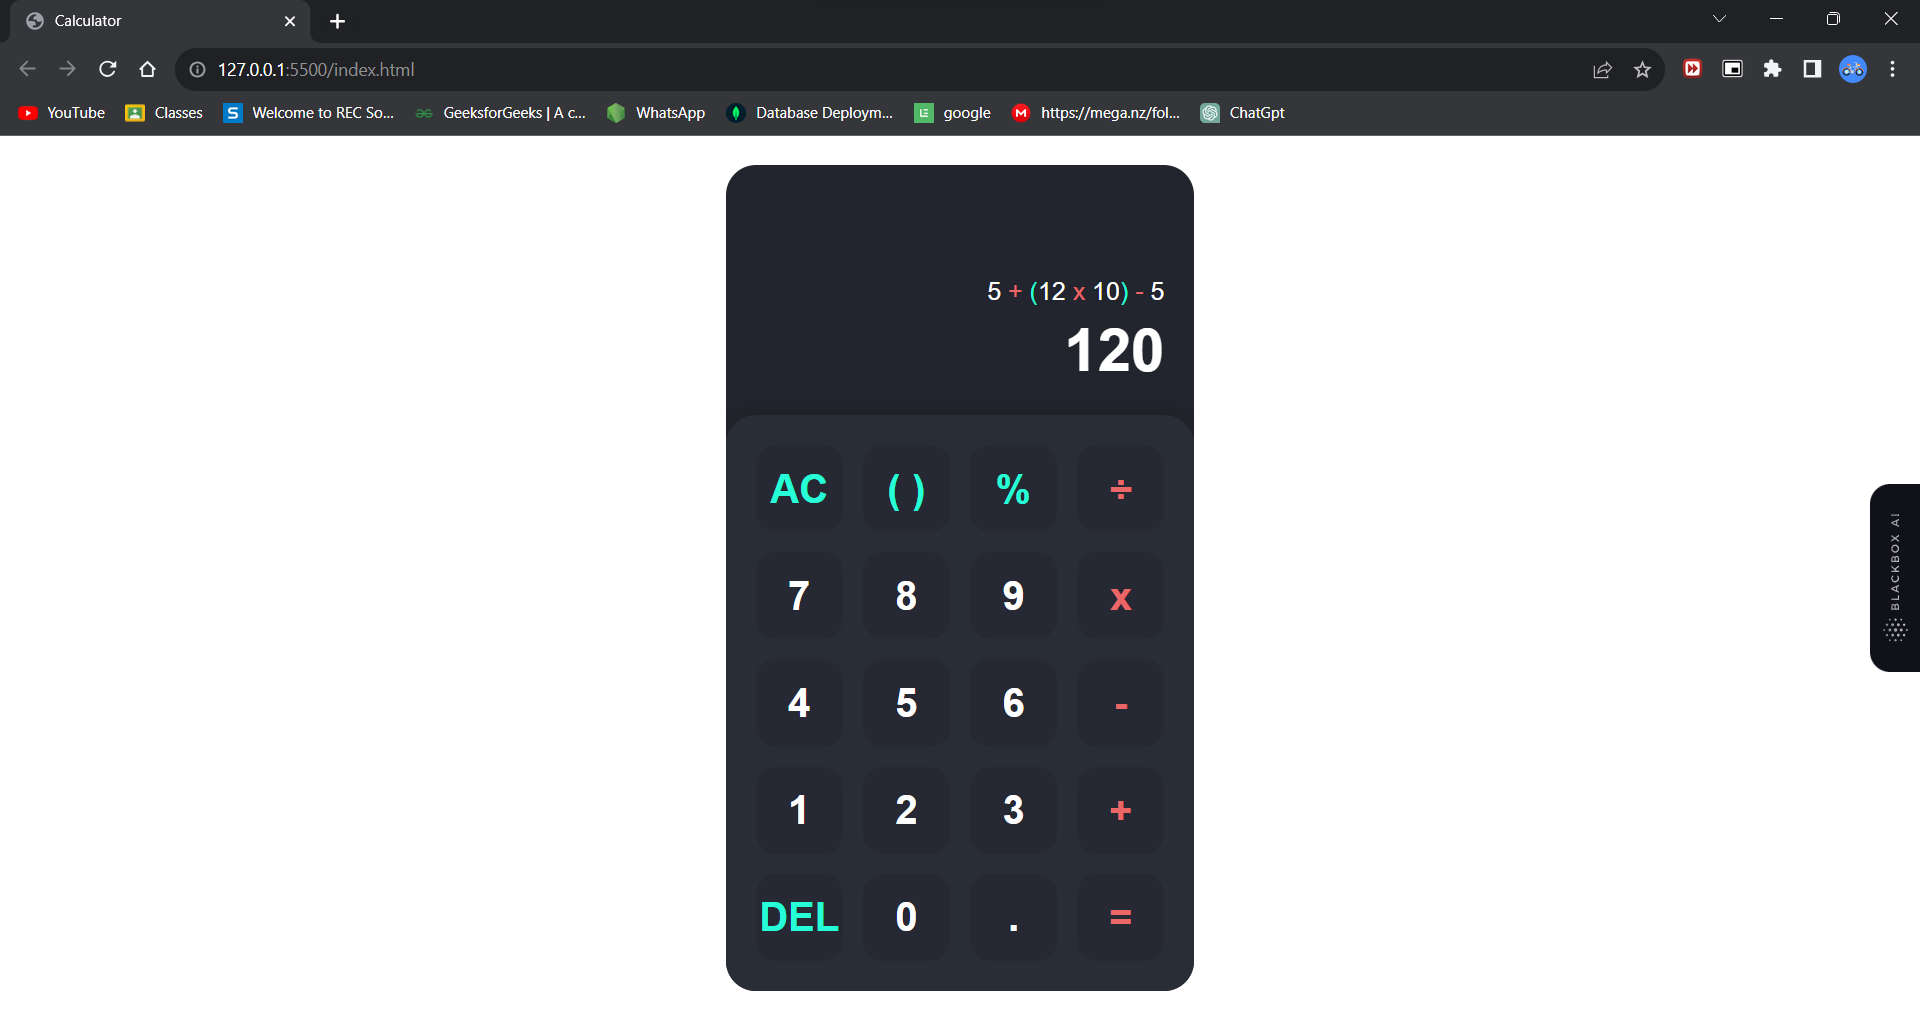 Calculator
127.0.0.1:5500/index.html
YouTube Classes S Welcome to REC So... GeeksforGeeks | A c... WhatsApp Database Deploym... E google M https://mega.nz/fol... ChatGpt
5 + (12 x 10) - 5
120
AC ( ) % ÷
7 8 9 x
4 5 6 -
1 2 3 +
DEL 0 . =
BLACKBOX AI